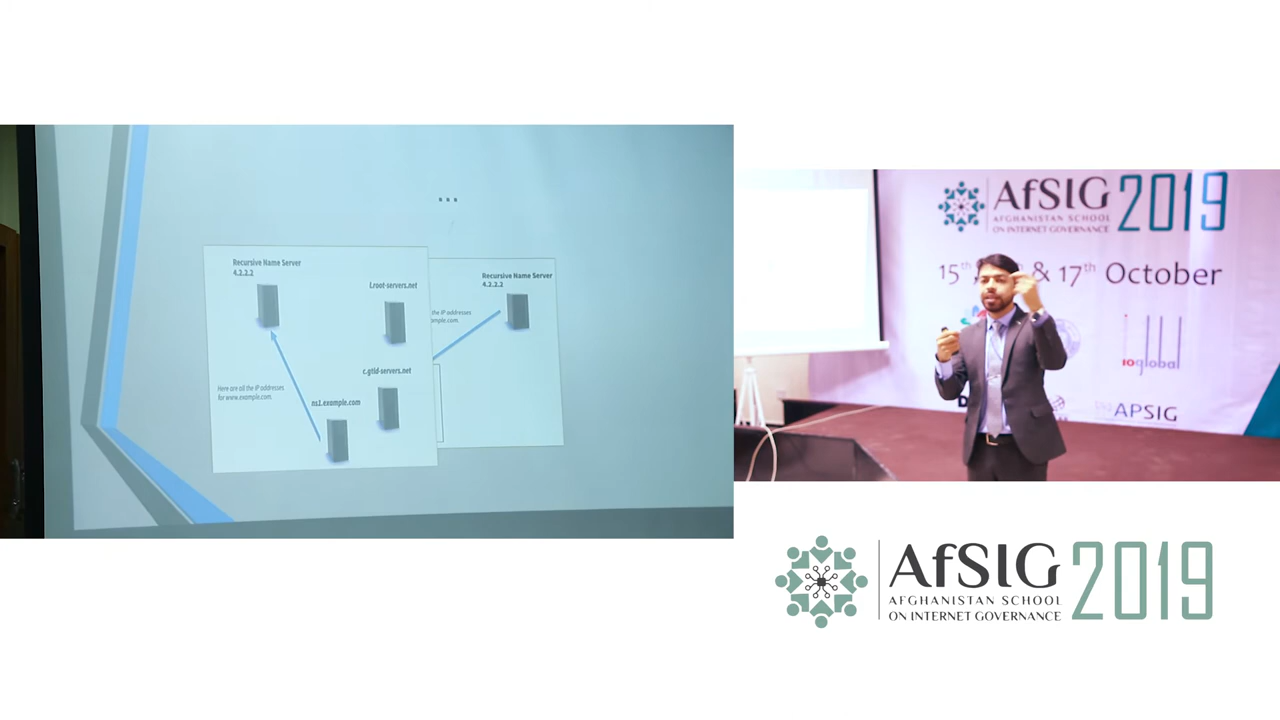 ...
Recursive Name Server
4.2.2.2
l.root-servers.net
c.gtld-servers.net
Here are all the IP addresses
for www.example.com.
ns1.example.com
Recursive Name Server
4.2.2.2
the IP addresses
AfSIG 2019
AFGHANISTAN SCHOOL
ON INTERNET GOVERNANCE
15th & 17th October
ioglobal
APSIG
AfSIG 2019
AFGHANISTAN SCHOOL
ON INTERNET GOVERNANCE